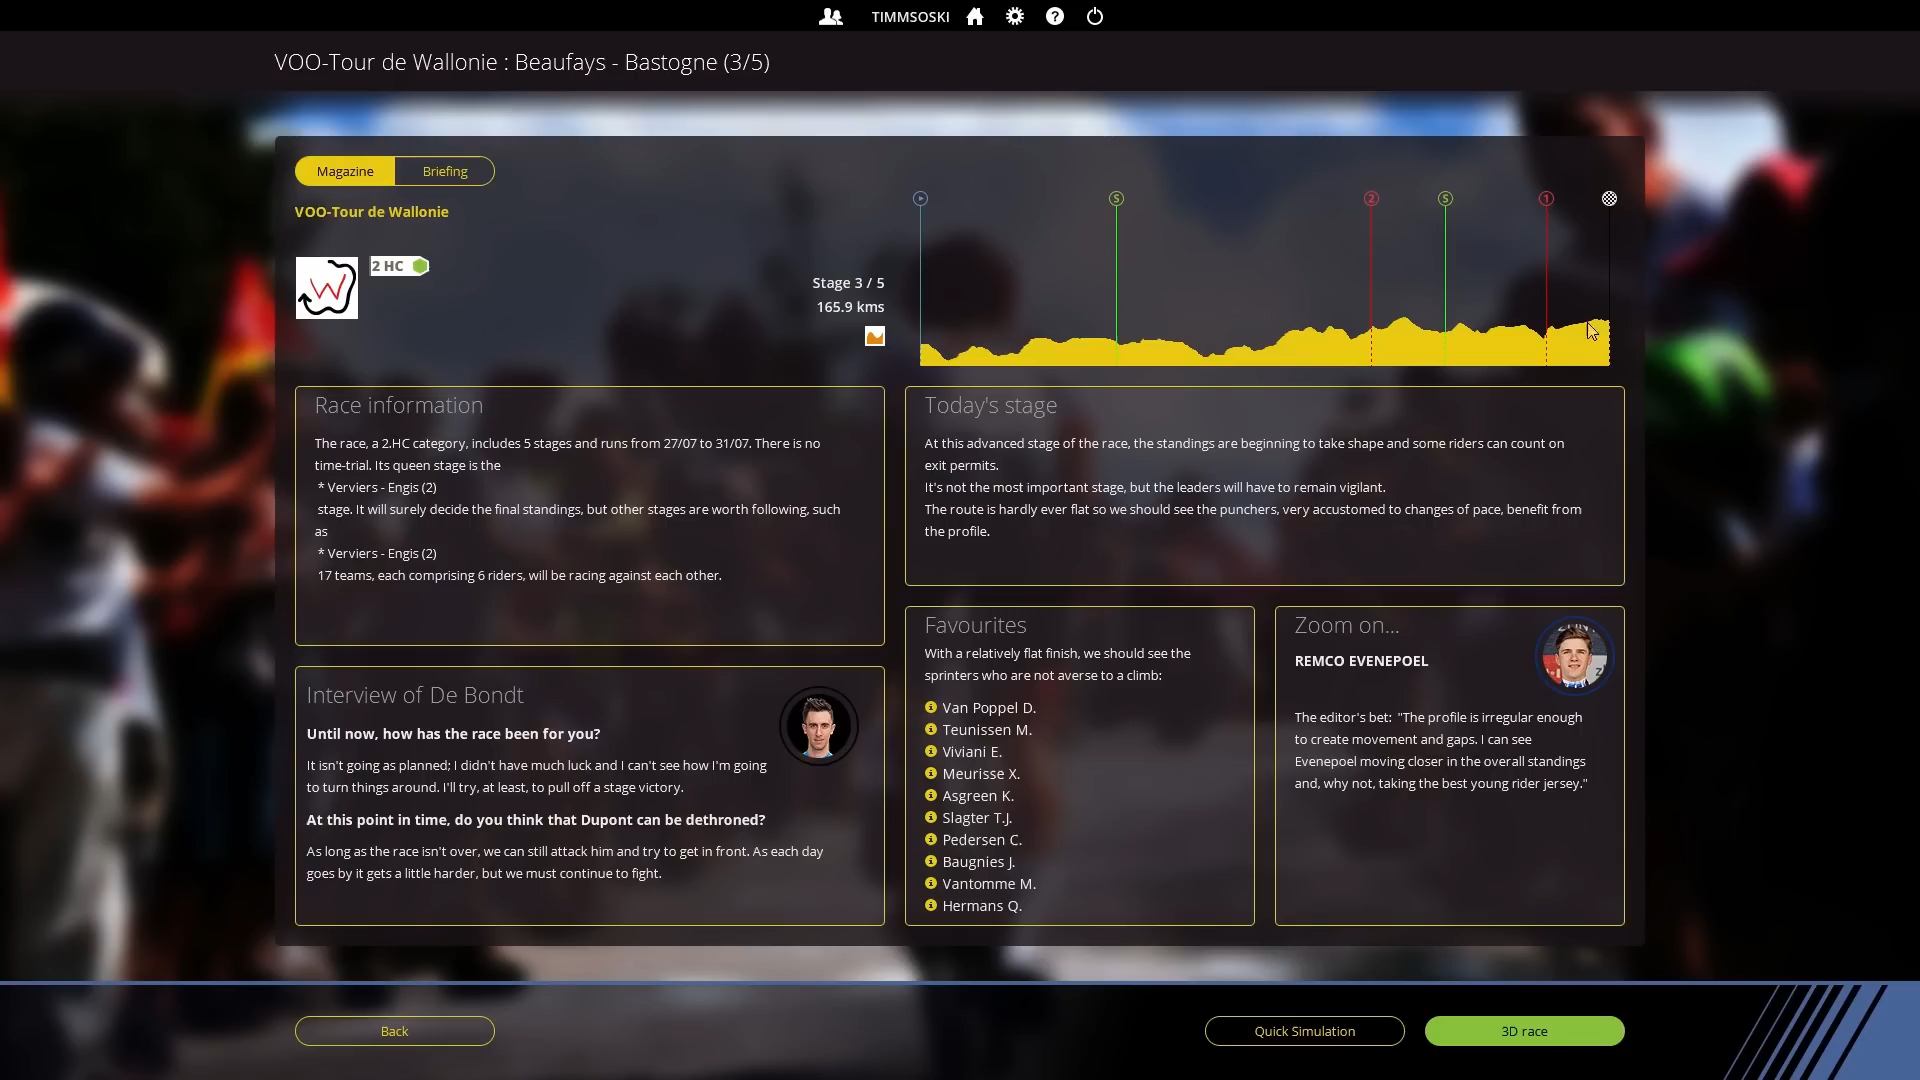 TIMMSOSKI
VOO-Tour de Wallonie : Beaufays - Bastogne (3/5)
Magazine
Briefing
VOO-Tour de Wallonie
W
2 HC
Stage 3 / 5
165.9 kms
S
2
S
1
Race information
The race, a 2.HC category, includes 5 stages and runs from 27/07 to 31/07. There is no
time-trial. Its queen stage is the
* Verviers - Engis (2)
stage. It will surely decide the final standings, but other stages are worth following, such
as
* Verviers - Engis (2)
17 teams, each comprising 6 riders, will be racing against each other.
Today's stage
At this advanced stage of the race, the standings are beginning to take shape and some riders can count on
exit permits.
It's not the most important stage, but the leaders will have to remain vigilant.
The route is hardly ever flat so we should see the punchers, very accustomed to changes of pace, benefit from
the profile.
Interview of De Bondt
Until now, how has the race been for you?
It isn't going as planned; I didn't have much luck and I can't see how I'm going
to turn things around. I'll try, at least, to pull off a stage victory.
At this point in time, do you think that Dupont can be dethroned?
As long as the race isn't over, we can still attack him and try to get in front. As each day
goes by it gets a little harder, but we must continue to fight.
Favourites
With a relatively flat finish, we should see the
sprinters who are not averse to a climb:
Van Poppel D.
Teunissen M.
Viviani E.
Meurisse X.
Asgreen K.
Slagter T.J.
Pedersen C.
Baugnies J.
Vantomme M.
Hermans Q.
Zoom on...
REMCO EVENEPOEL
The editor's bet: "The profile is irregular enough
to create movement and gaps. I can see
Evenepoel moving closer in the overall standings
and, why not, taking the best young rider jersey."
Back
Quick Simulation
3D race